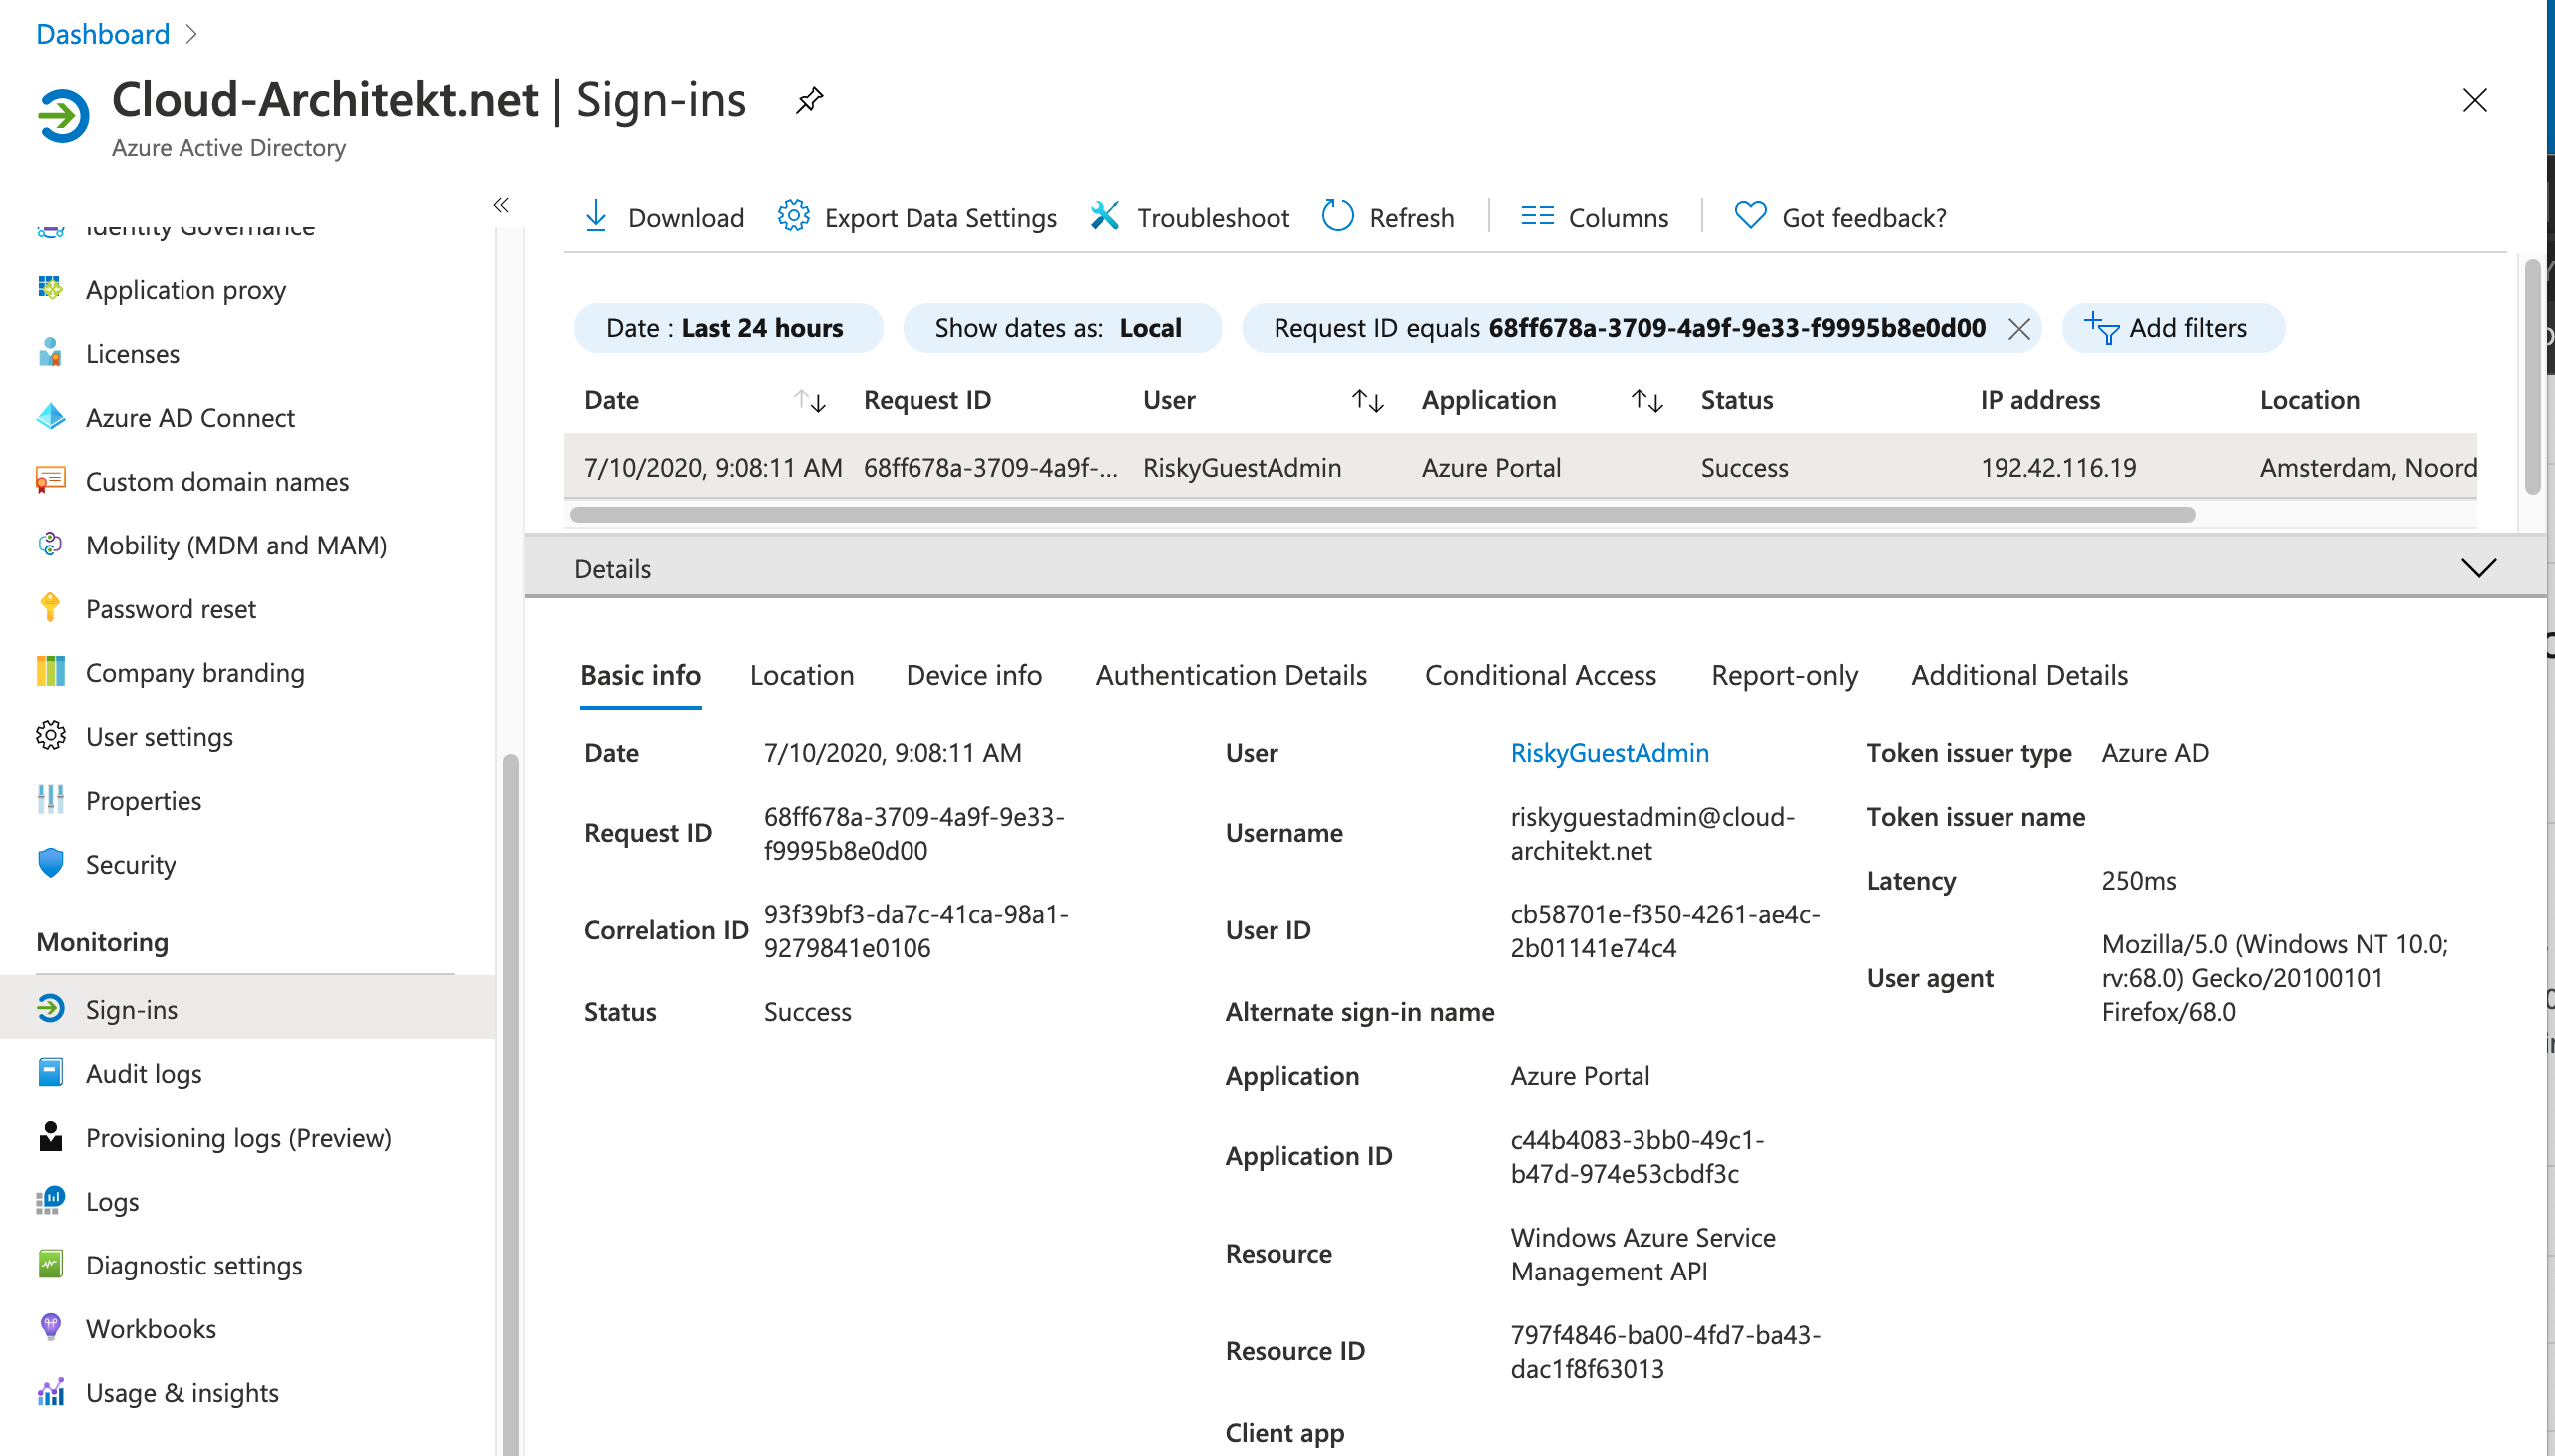 Dashboard
Cloud-Architekt.net | Sign-ins
Azure Active Directory
Identity Governance
Application proxy
Licenses
Azure AD Connect
Custom domain names
Mobility (MDM and MAM)
Password reset
Company branding
User settings
Properties
Security
Monitoring
Sign-ins
Audit logs
Provisioning logs (Preview)
Logs
Diagnostic settings
Workbooks
Usage & insights
Download Export Data Settings Troubleshoot Refresh Columns Got feedback?
Date : Last 24 hours Show dates as: Local Request ID equals 68ff678a-3709-4a9f-9e33-f9995b8e0d00 Add filters
Date Request ID User Application Status IP address Location
7/10/2020, 9:08:11 AM 68ff678a-3709-4a9f-... RiskyGuestAdmin Azure Portal Success 192.42.116.19 Amsterdam, Noord
Details
Basic info Location Device info Authentication Details Conditional Access Report-only Additional Details
Date 7/10/2020, 9:08:11 AM
Request ID 68ff678a-3709-4a9f-9e33-
f9995b8e0d00
Correlation ID 93f39bf3-da7c-41ca-98a1-
9279841e0106
Status Success
User RiskyGuestAdmin
Username riskyguestadmin@cloud-
architekt.net
User ID cb58701e-f350-4261-ae4c-
2b01141e74c4
Alternate sign-in name
Application Azure Portal
Application ID c44b4083-3bb0-49c1-
b47d-974e53cbdf3c
Resource Windows Azure Service
Management API
Resource ID 797f4846-ba00-4fd7-ba43-
dac1f8f63013
Client app
Token issuer type Azure AD
Token issuer name
Latency 250ms
User agent Mozilla/5.0 (Windows NT 10.0;
rv:68.0) Gecko/20100101
Firefox/68.0